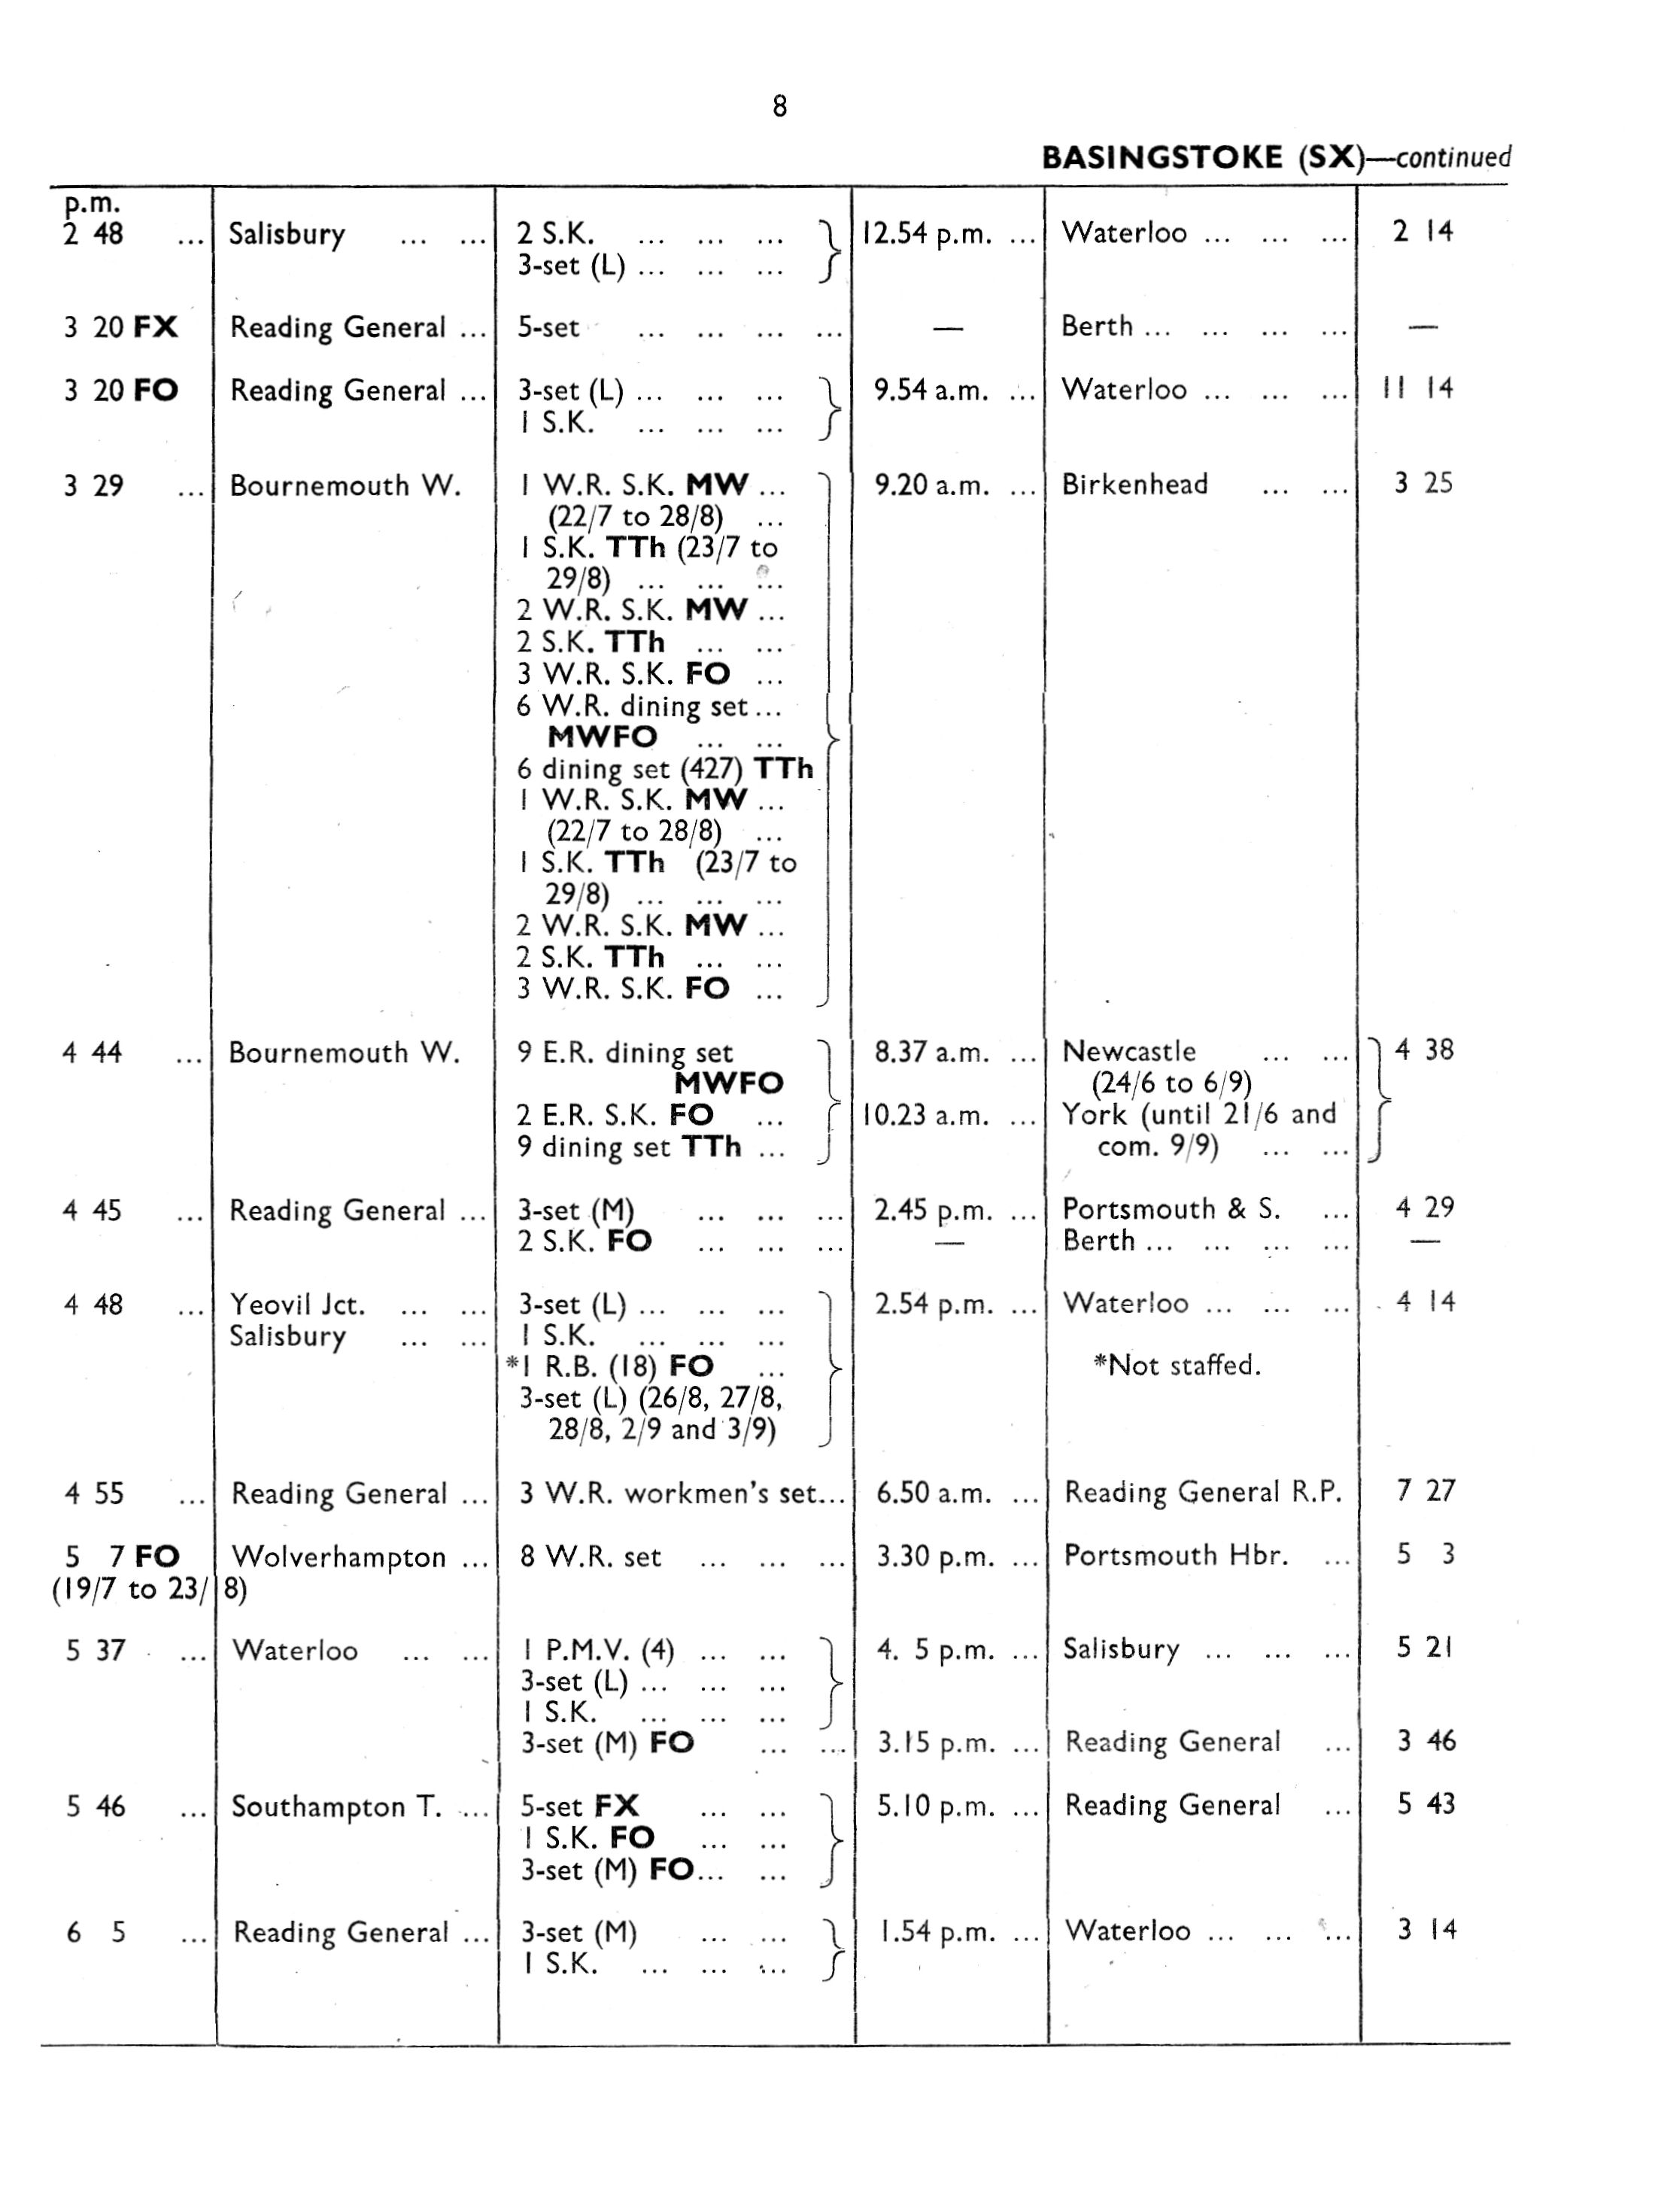 8
BASINGSTOKE (SX)—continued
p.m.
2 48 ... Salisbury ... ... 2 S.K. ... ... ... 12.54 p.m. ... Waterloo ... ... ... 2 14
3-set (L) ... ... ...
3 20 FX Reading General ... 5-set ... ... ... ... — Berth ... ... ... ... —
3 20 FO Reading General ... 3-set (L) ... ... ... 9.54 a.m. ... Waterloo ... ... ... 11 14
1 S.K. ... ... ...
3 29 ... Bournemouth W. 1 W.R. S.K. MW ... 9.20 a.m. ... Birkenhead ... ... 3 25
(22/7 to 28/8) ...
1 S.K. TTh (23/7 to
29/8) ... ... ...
2 W.R. S.K. MW ...
2 S.K. TTh ... ...
3 W.R. S.K. FO ...
6 W.R. dining set ...
MWFO ... ...
6 dining set (427) TTh
1 W.R. S.K. MW ...
(22/7 to 28/8) ...
1 S.K. TTh (23/7 to
29/8) ... ... ...
2 W.R. S.K. MW ...
2 S.K. TTh ... ...
3 W.R. S.K. FO ...
4 44 ... Bournemouth W. 9 E.R. dining set 8.37 a.m. ... Newcastle ... ... 4 38
MWFO (24/6 to 6/9)
2 E.R. S.K. FO ... 10.23 a.m. ... York (until 21/6 and
9 dining set TTh ... com. 9/9) ... ...
4 45 ... Reading General ... 3-set (M) ... ... ... 2.45 p.m. ... Portsmouth & S. ... 4 29
2 S.K. FO ... ... ... — Berth ... ... ... ... —
4 48 ... Yeovil Jct. ... ... 3-set (L) ... ... ... 2.54 p.m. ... Waterloo ... ... ... 4 14
Salisbury ... ... 1 S.K. ... ... ...
*1 R.B. (18) FO ... *Not staffed.
3-set (L) (26/8, 27/8,
28/8, 2/9 and 3/9)
4 55 ... Reading General ... 3 W.R. workmen's set... 6.50 a.m. ... Reading General R.P. 7 27
5 7 FO Wolverhampton ... 8 W.R. set ... ... ... 3.30 p.m. ... Portsmouth Hbr. ... 5 3
(19/7 to 23/8)
5 37 ... Waterloo ... ... 1 P.M.V. (4) ... ... 4. 5 p.m. ... Salisbury ... ... ... 5 21
3-set (L) ... ... ...
1 S.K. ... ... ...
3-set (M) FO ... ... 3.15 p.m. ... Reading General ... 3 46
5 46 ... Southampton T. ... 5-set FX ... ... 5.10 p.m. ... Reading General ... 5 43
1 S.K. FO ... ...
3-set (M) FO... ...
6 5 ... Reading General ... 3-set (M) ... ... 1.54 p.m. ... Waterloo ... ... ... 3 14
1 S.K. ... ... ...